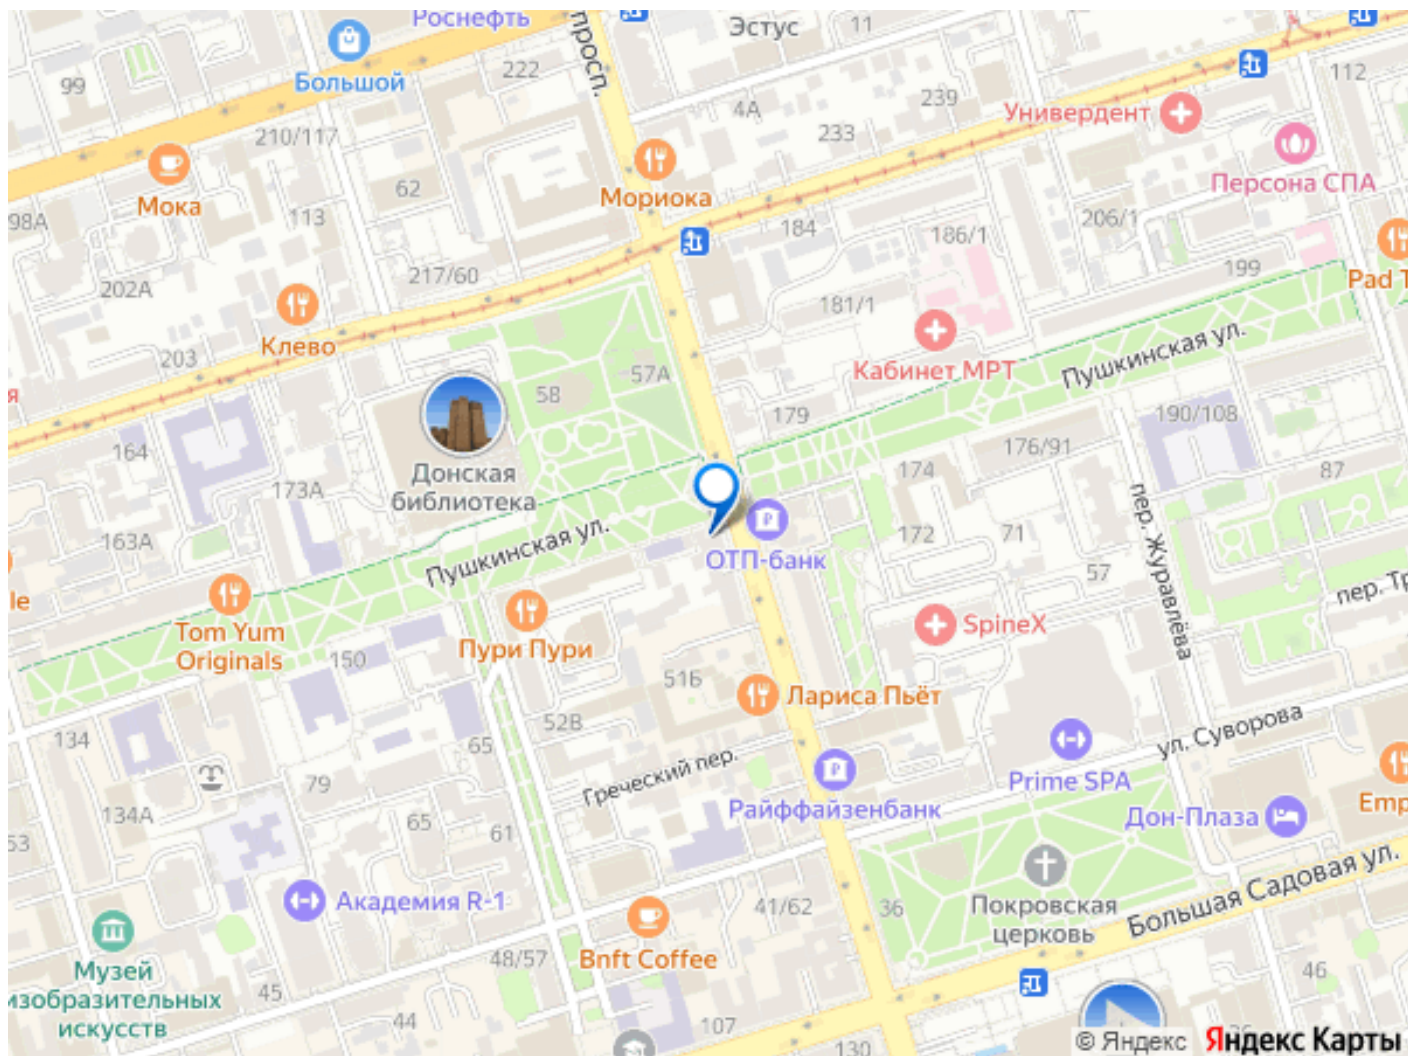 Роснефть
Эстус
11
просп.
99
Большой
222
112
4А
239
233
Универдент
210/117
Мока
62
Мориока
Персона СПА
98А
113
184
186/1
206/1
202А
217/60
181/1
199
Pad T
Клево
203
Кабинет МРТ
Пушкинская ул.
я
57А
58
179
190/108
164
176/91
Донская
библиотека
174
87
173А
163А
Пушкинская ул.
ОТП-банк
172
71
57
пер. Журавлёва
пер. Тр
le
Tom Yum
Originals
Пури Пури
SpineX
150
51Б
Лариса Пьёт
52В
134
65
Греческий пер.
ул. Суворова
79
Prime SPA
Райффайзенбанк
Дон-Плаза
Emp
134А
65
61
53
Академия R-1
41/62
36
Покровская
церковь
Большая Садовая ул.
Музей
изобразительных
искусств
Bnft Coffee
48/57
45
46
44
107
130
© Яндекс Яндекс Карты